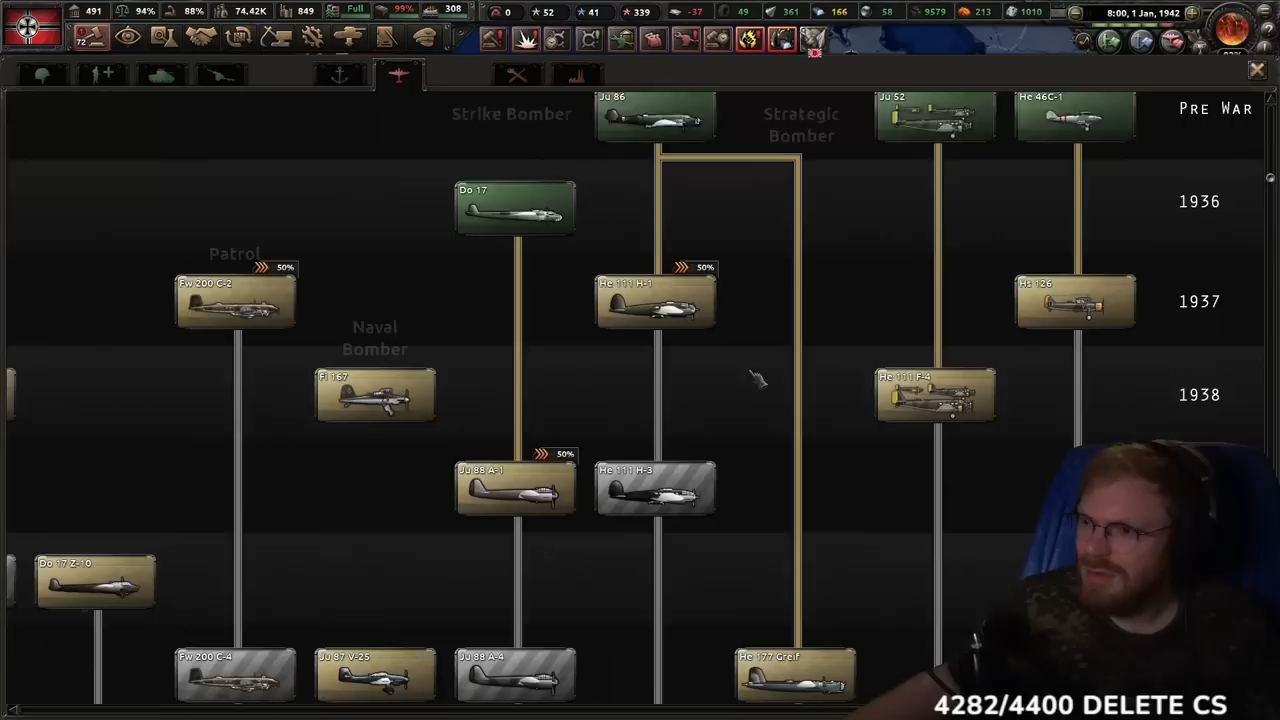 491 94% 88% 74,42K 849 Full 99% 308 52 41 339 -37 49 361 166 58 9579 213 1010 8:00, 1 Jan, 1942
72
Strike Bomber
Ju 86
Strategic
Bomber
Ju 52
He 46C-1
Pre War
Do 17
1936
Patrol
50%
Fw 200 C-2
50%
He 111 H-1
Hs 126
1937
Naval
Bomber
Fi 167
He 111 F-4
1938
50%
Ju 88 A-1
He 111 H-3
Do 17 Z-10
Fw 200 C-4
Ju 87 V-25
Ju 88 A-4
He 177 Greif
4282/4400 DELETE CS